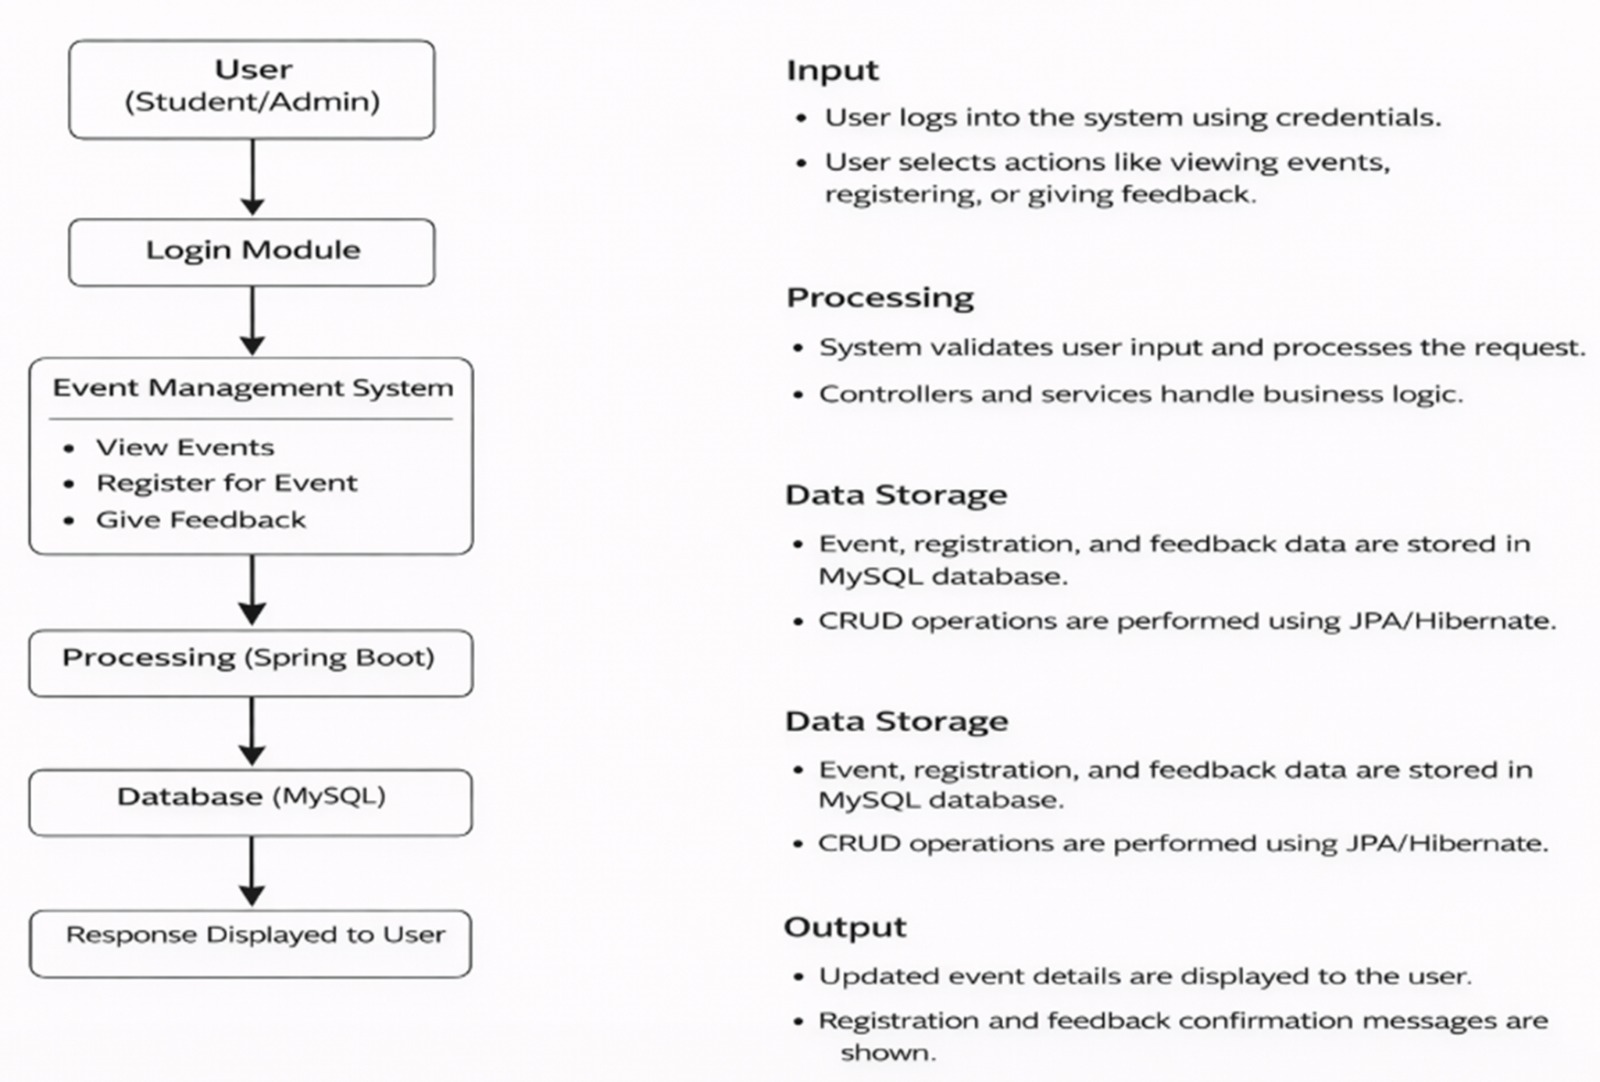 User
(Student/Admin)
Login Module
Event Management System
• View Events
• Register for Event
• Give Feedback
Processing (Spring Boot)
Database (MySQL)
Response Displayed to User
Input
• User logs into the system using credentials.
• User selects actions like viewing events,
registering, or giving feedback.
Processing
• System validates user input and processes the request.
• Controllers and services handle business logic.
Data Storage
• Event, registration, and feedback data are stored in
MySQL database.
• CRUD operations are performed using JPA/Hibernate.
Data Storage
• Event, registration, and feedback data are stored in
MySQL database.
• CRUD operations are performed using JPA/Hibernate.
Output
• Updated event details are displayed to the user.
• Registration and feedback confirmation messages are
shown.